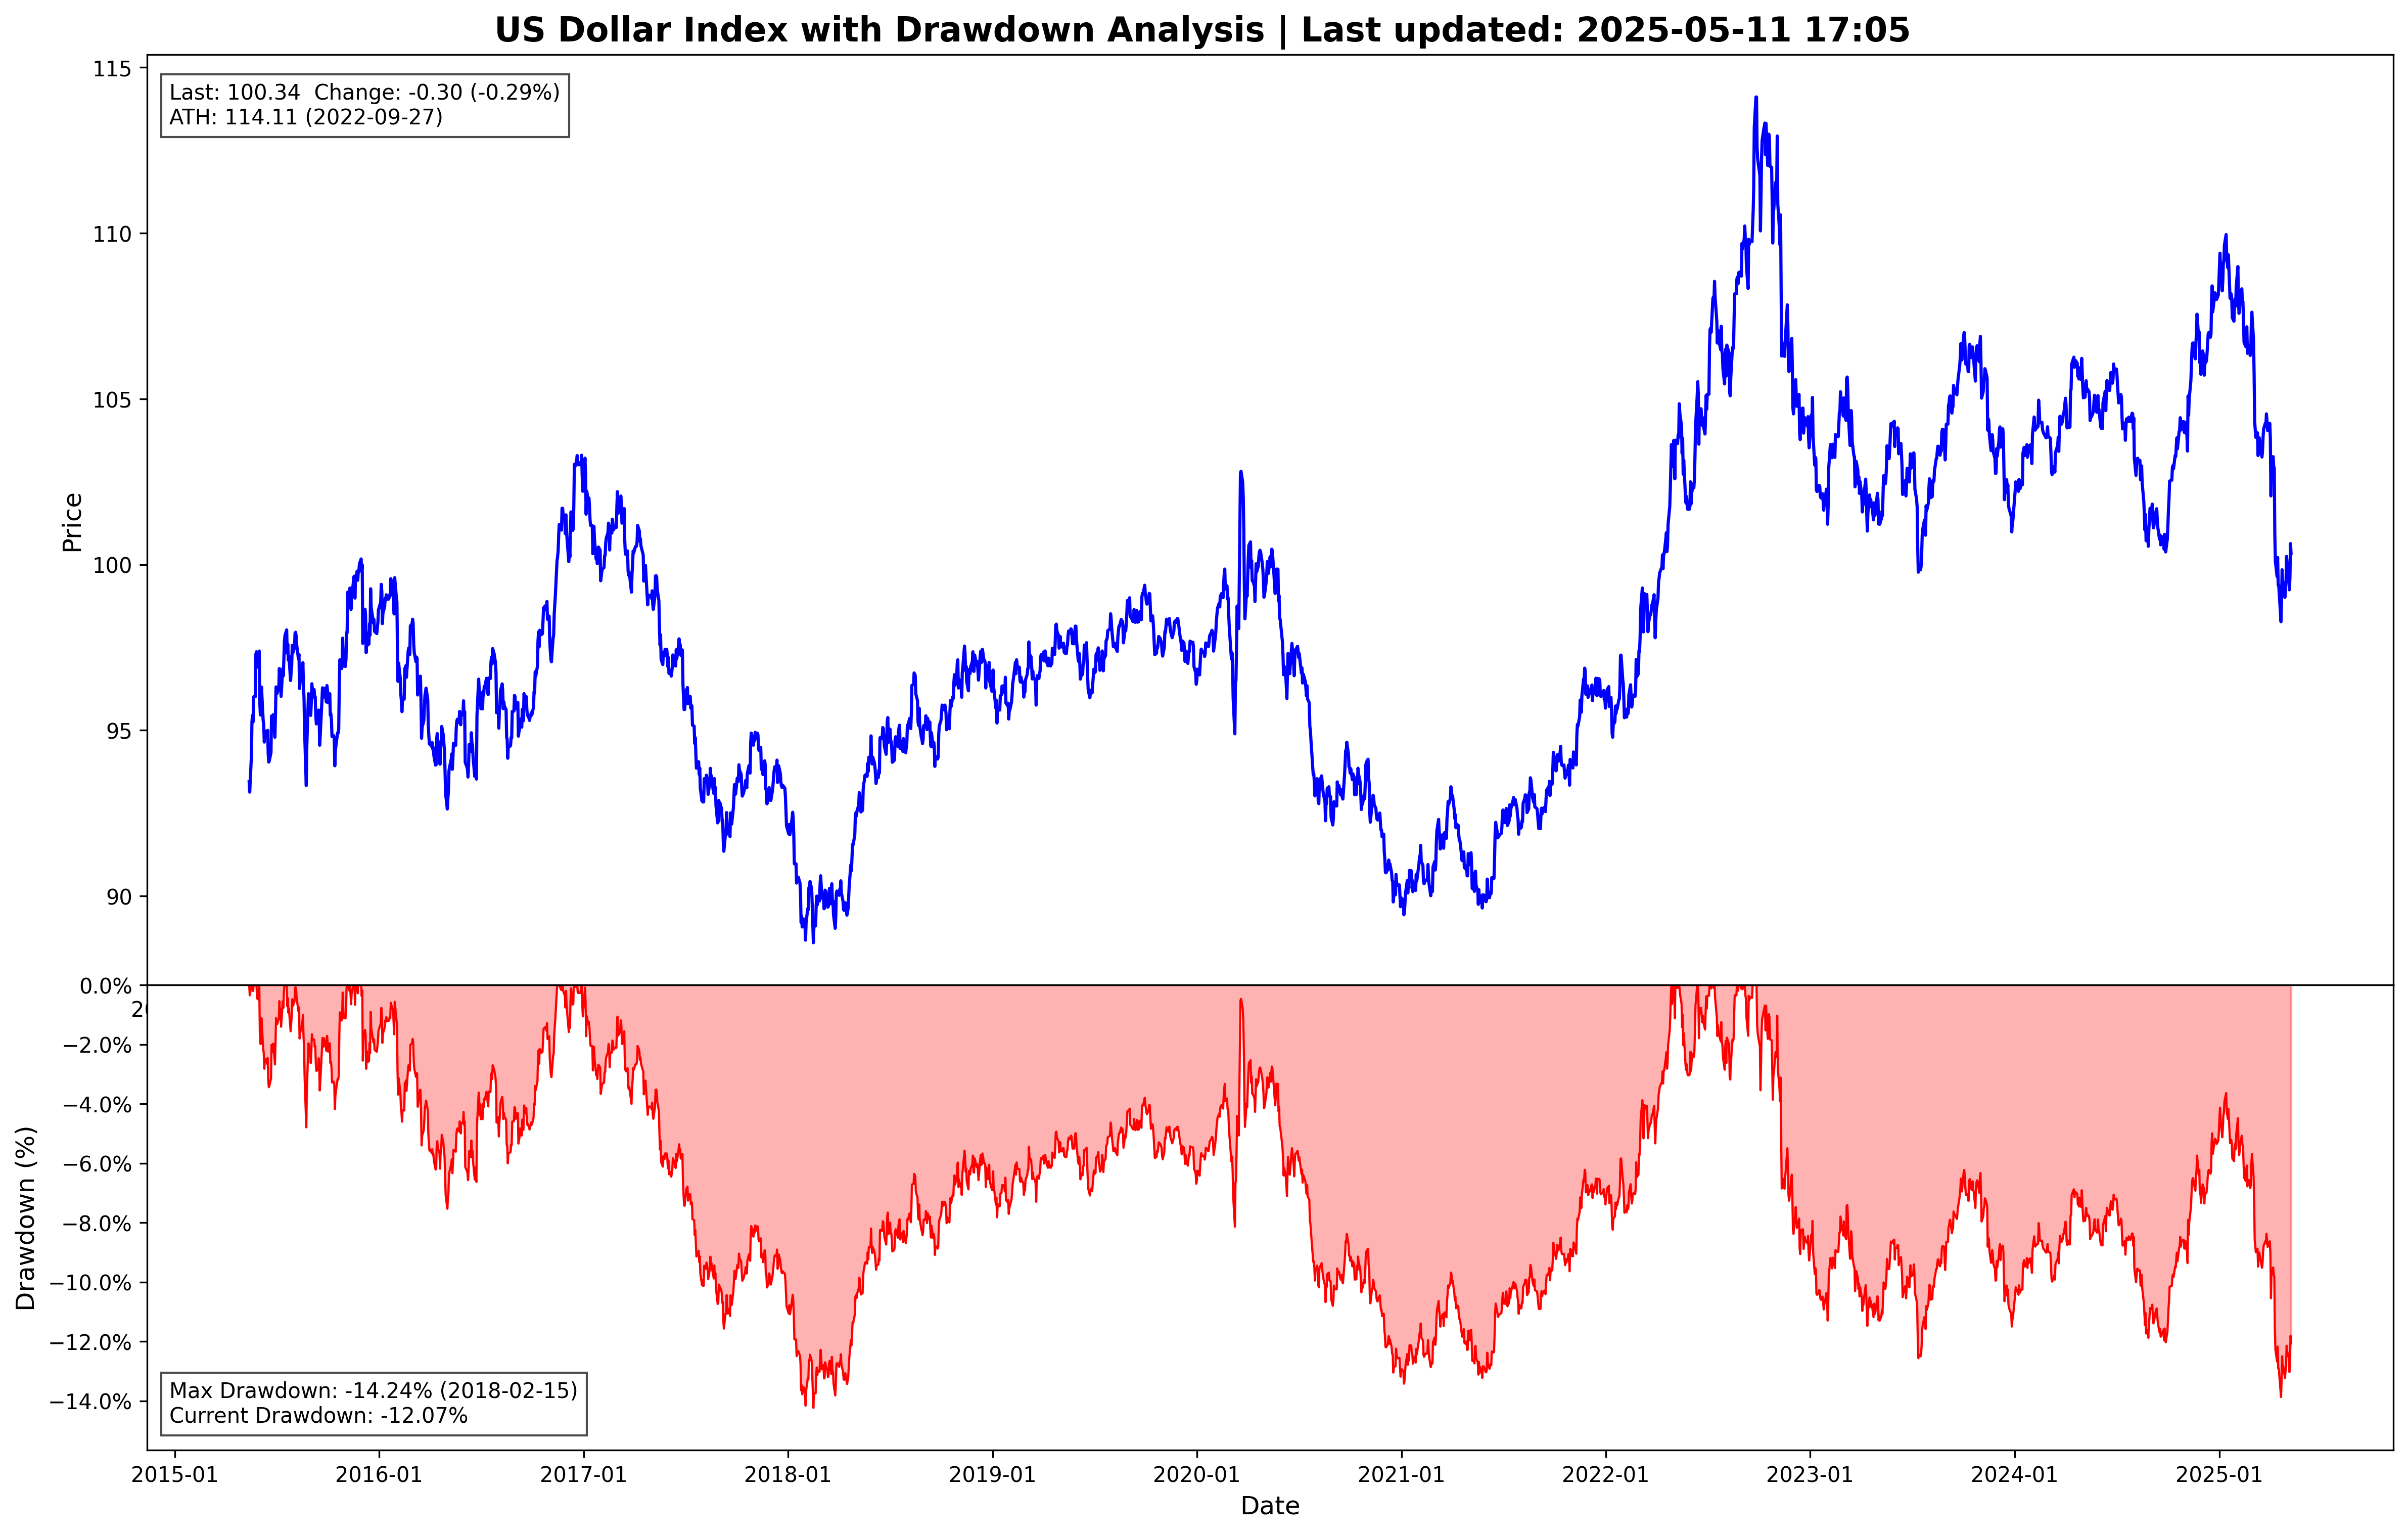 US Dollar Index with Drawdown Analysis | Last updated: 2025-05-11 17:05
115
Last: 100.34  Change: -0.30 (-0.29%)
ATH: 114.11 (2022-09-27)
110
105
Price
100
95
90
0.0%
−2.0%
−4.0%
−6.0%
−8.0%
−10.0%
−12.0%
−14.0%
Drawdown (%)
Max Drawdown: -14.24% (2018-02-15)
Current Drawdown: -12.07%
2015-01 2016-01 2017-01 2018-01 2019-01 2020-01 2021-01 2022-01 2023-01 2024-01 2025-01
Date